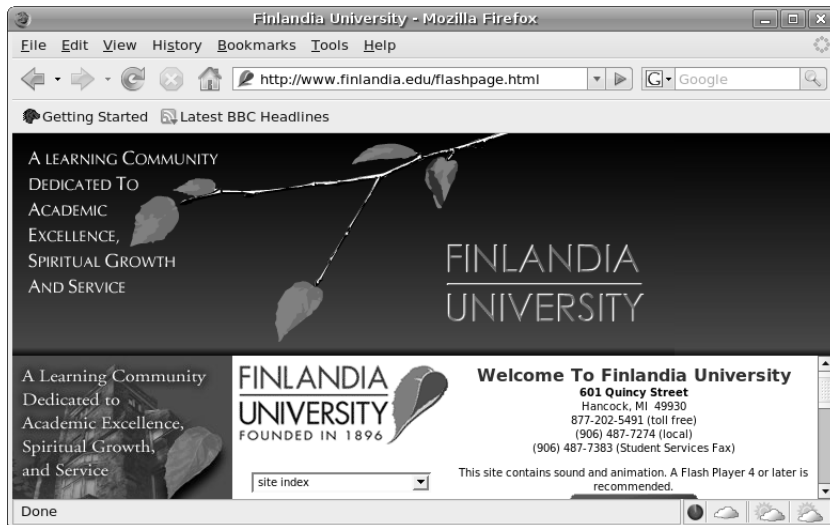 Finlandia University - Mozilla Firefox
File Edit View History Bookmarks Tools Help
http://www.finlandia.edu/flashpage.html G Google
Getting Started Latest BBC Headlines
A LEARNING COMMUNITY
DEDICATED TO
ACADEMIC
EXCELLENCE,
SPIRITUAL GROWTH
AND SERVICE
FINLANDIA
UNIVERSITY
A Learning Community
Dedicated to
Academic Excellence,
Spiritual Growth,
and Service
FINLANDIA
UNIVERSITY
FOUNDED IN 1896
site index
Welcome To Finlandia University
601 Quincy Street
Hancock, MI 49930
877-202-5491 (toll free)
(906) 487-7274 (local)
(906) 487-7383 (Student Services Fax)
This site contains sound and animation. A Flash Player 4 or later is
recommended.
Done